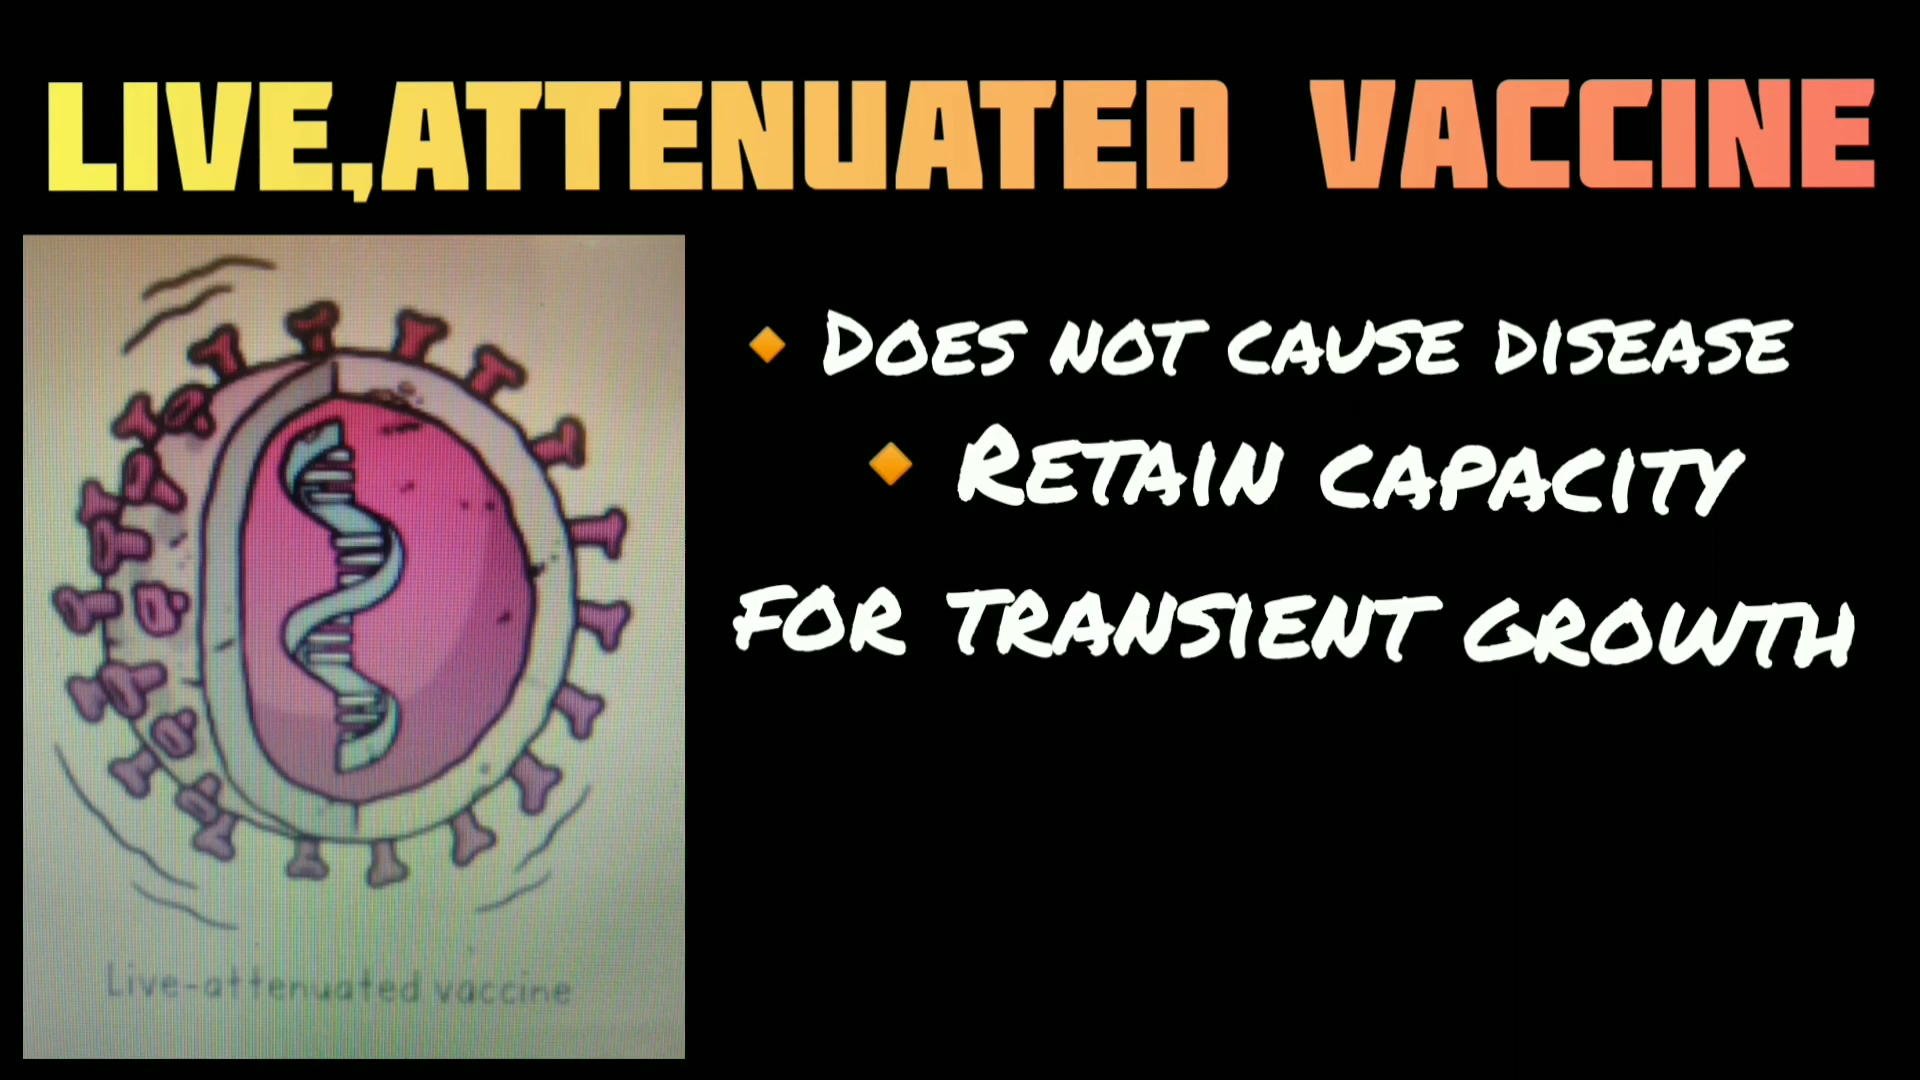 LIVE,ATTENUATED VACCINE
🔸 DOES NOT CAUSE DISEASE
🔸 RETAIN CAPACITY
FOR TRANSIENT GROWTH
Live-attenuated vaccine